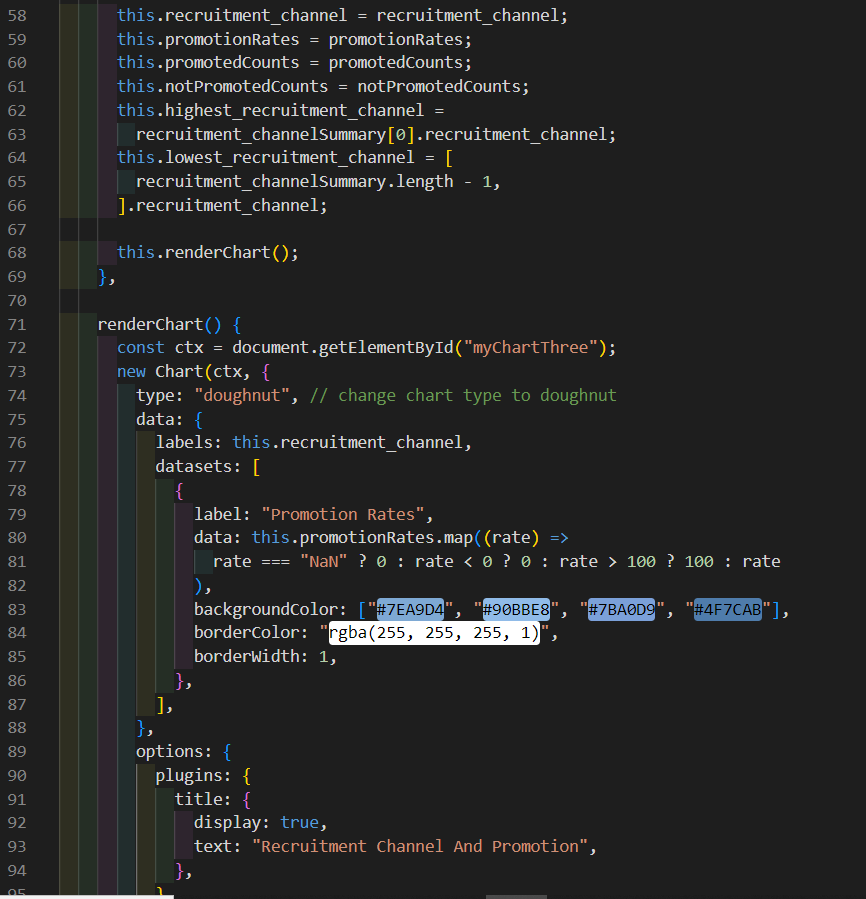 58 this.recruitment_channel = recruitment_channel;
59 this.promotionRates = promotionRates;
60 this.promotedCounts = promotedCounts;
61 this.notPromotedCounts = notPromotedCounts;
62 this.highest_recruitment_channel =
63 recruitment_channelSummary[0].recruitment_channel;
64 this.lowest_recruitment_channel = [
65 recruitment_channelSummary.length - 1,
66 ].recruitment_channel;
67
68 this.renderChart();
69 },
70
71 renderChart() {
72 const ctx = document.getElementById("myChartThree");
73 new Chart(ctx, {
74 type: "doughnut", // change chart type to doughnut
75 data: {
76 labels: this.recruitment_channel,
77 datasets: [
78 {
79 label: "Promotion Rates",
80 data: this.promotionRates.map((rate) =>
81 rate === "NaN" ? 0 : rate < 0 ? 0 : rate > 100 ? 100 : rate
82 ),
83 backgroundColor: ["#7EA9D4", "#90BBE8", "#7BA0D9", "#4F7CAB"],
84 borderColor: "rgba(255, 255, 255, 1)",
85 borderWidth: 1,
86 },
87 ],
88 },
89 options: {
90 plugins: {
91 title: {
92 display: true,
93 text: "Recruitment Channel And Promotion",
94 },
95 }